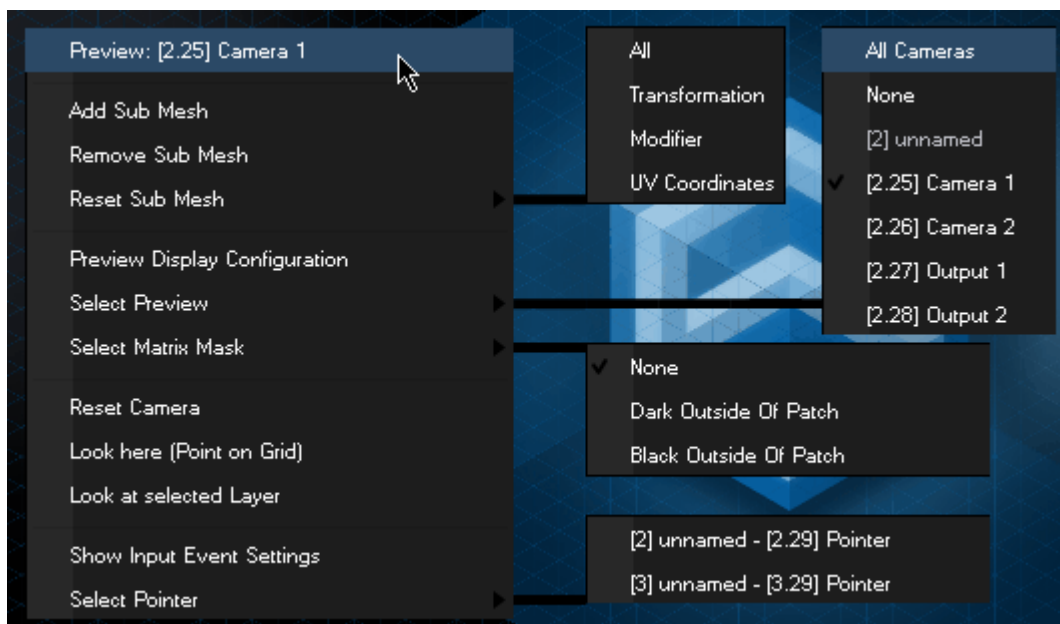 Preview: [2.25] Camera 1
Add Sub Mesh
Remove Sub Mesh
Reset Sub Mesh
Preview Display Configuration
Select Preview
Select Matrix Mask
Reset Camera
Look here (Point on Grid)
Look at selected Layer
Show Input Event Settings
Select Pointer
All
Transformation
Modifier
UV Coordinates
All Cameras
None
[2] unnamed
[2.25] Camera 1
[2.26] Camera 2
[2.27] Output 1
[2.28] Output 2
None
Dark Outside Of Patch
Black Outside Of Patch
[2] unnamed - [2.29] Pointer
[3] unnamed - [3.29] Pointer